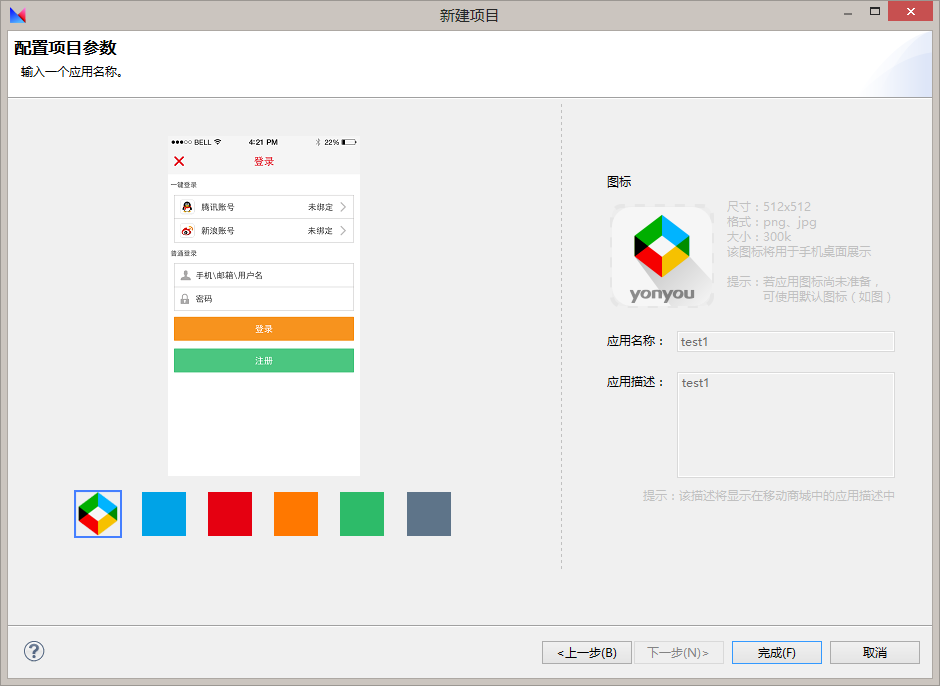 新建项目
配置项目参数
输入一个应用名称。
BELL 4:21 PM 22%
登录
一键登录
腾讯账号 未绑定
新浪账号 未绑定
普通登录
手机\邮箱\用户名
密码
登录
注册
图标
yonyou
尺寸：512x512
格式：png、jpg
大小：300k
该图标将用于手机桌面展示
提示：若应用图标尚未准备，
可使用默认图标（如图）
应用名称： test1
应用描述： test1
提示：该描述将显示在移动商城中的应用描述中
<上一步(B) 下一步(N)> 完成(F) 取消